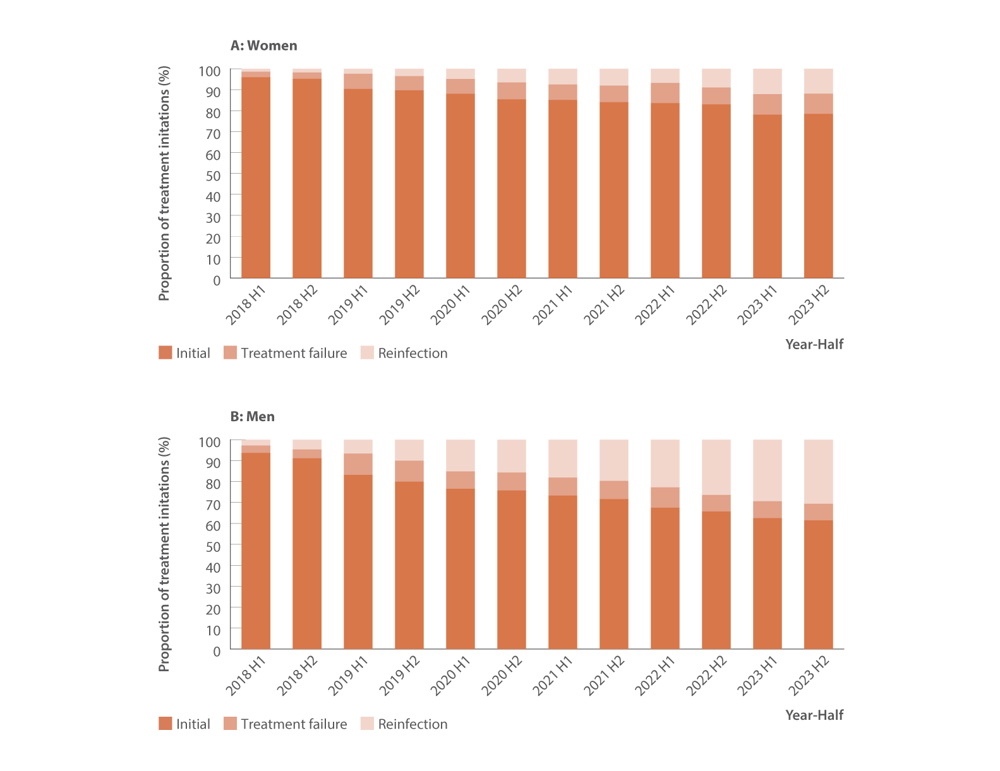 A: Women
Proportion of treatment initations (%)
100
90
80
70
60
50
40
30
20
10
0
2018 H1
2018 H2
2019 H1
2019 H2
2020 H1
2020 H2
2021 H1
2021 H2
2022 H1
2022 H2
2023 H1
2023 H2
Year-Half
Initial Treatment failure Reinfection
B: Men
Proportion of treatment initations (%)
100
90
80
70
60
50
40
30
20
10
0
2018 H1
2018 H2
2019 H1
2019 H2
2020 H1
2020 H2
2021 H1
2021 H2
2022 H1
2022 H2
2023 H1
2023 H2
Year-Half
Initial Treatment failure Reinfection